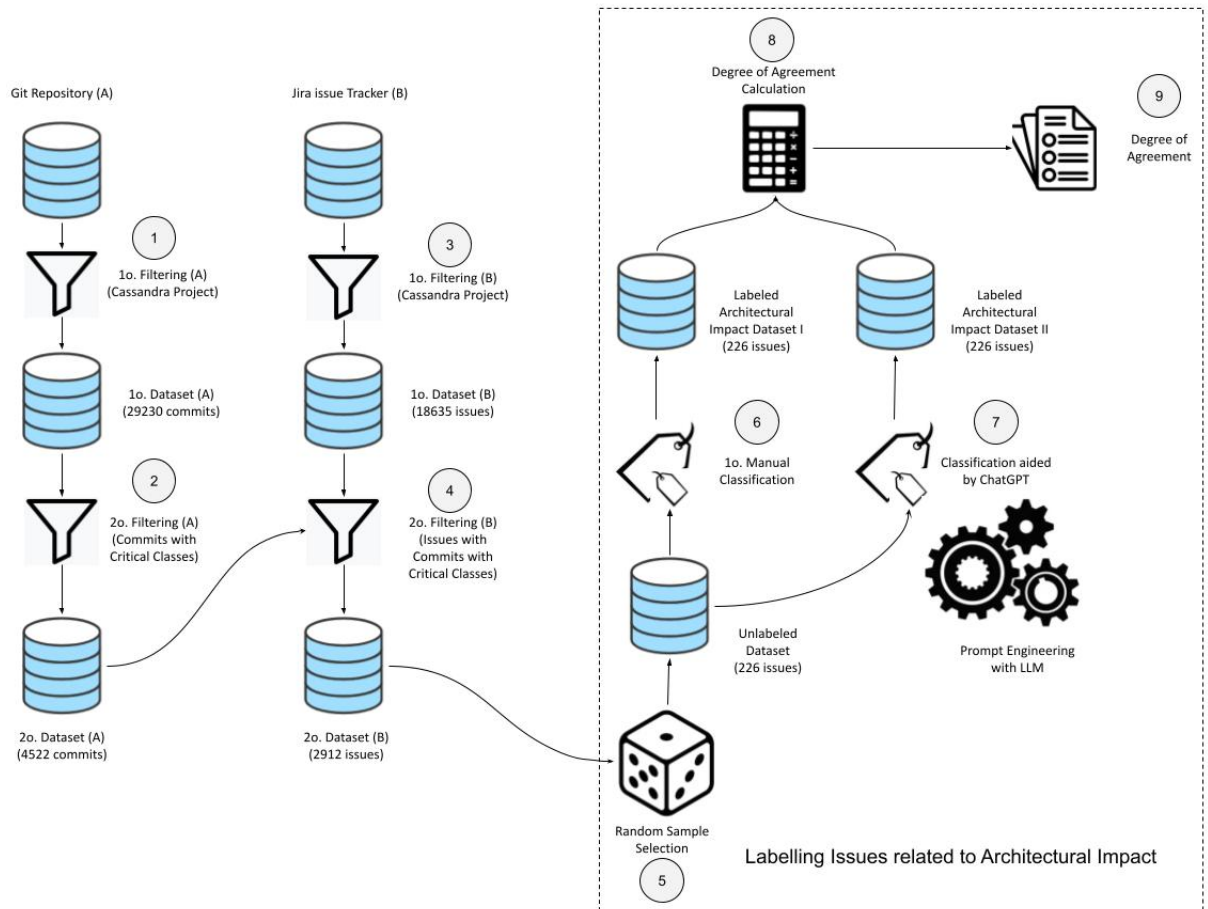 Git Repository (A)
Jira issue Tracker (B)
1
1o. Filtering (A)
(Cassandra Project)
3
1o. Filtering (B)
(Cassandra Project)
1o. Dataset (A)
(29230 commits)
1o. Dataset (B)
(18635 issues)
2
2o. Filtering (A)
(Commits with
Critical Classes)
4
2o. Filtering (B)
(Issues with
Commits with
Critical Classes)
2o. Dataset (A)
(4522 commits)
2o. Dataset (B)
(2912 issues)
8
Degree of Agreement
Calculation
9
Degree of
Agreement
Labeled
Architectural
Impact Dataset I
(226 issues)
Labeled
Architectural
Impact Dataset II
(226 issues)
6
1o. Manual
Classification
7
Classification aided
by ChatGPT
Unlabeled
Dataset
(226 issues)
Prompt Engineering
with LLM
Random Sample
Selection
5
Labelling Issues related to Architectural Impact